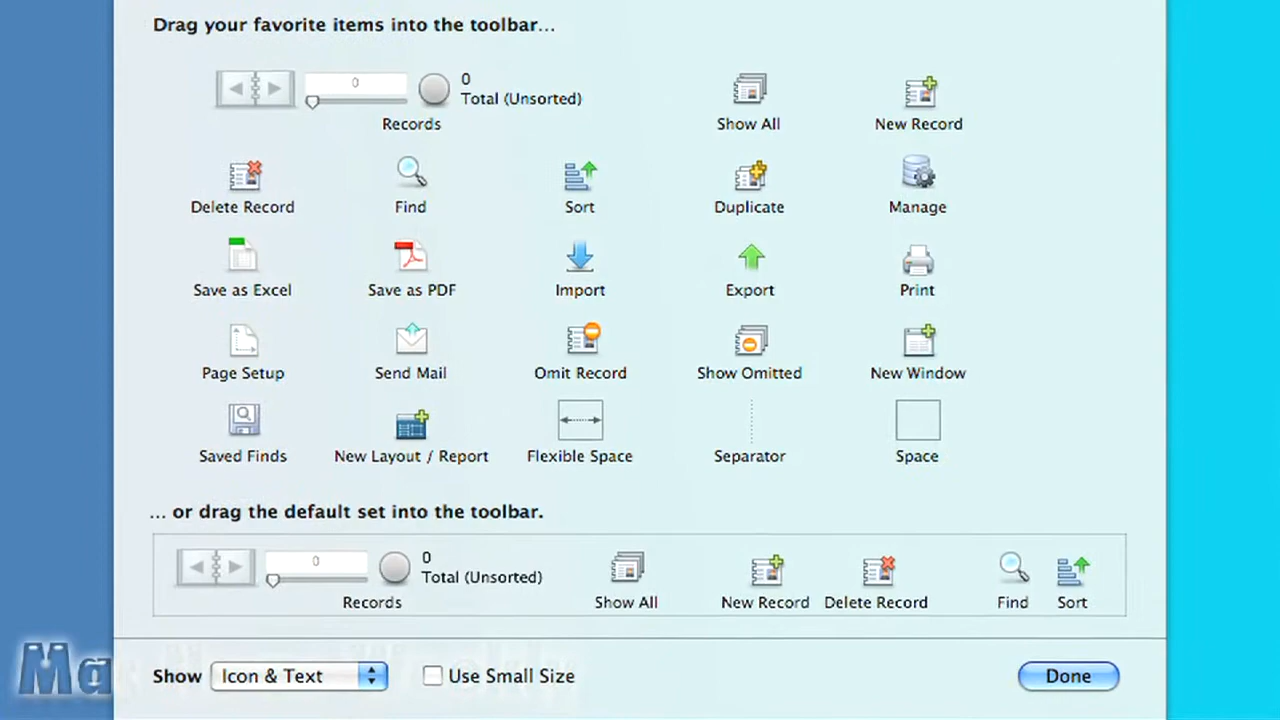 Drag your favorite items into the toolbar...
0
0
Total (Unsorted)
Records
Show All
New Record
Delete Record
Find
Sort
Duplicate
Manage
Save as Excel
Save as PDF
Import
Export
Print
Page Setup
Send Mail
Omit Record
Show Omitted
New Window
Saved Finds
New Layout / Report
Flexible Space
Separator
Space
... or drag the default set into the toolbar.
0
0
Total (Unsorted)
Records
Show All
New Record
Delete Record
Find
Sort
Show
Icon & Text
Use Small Size
Done